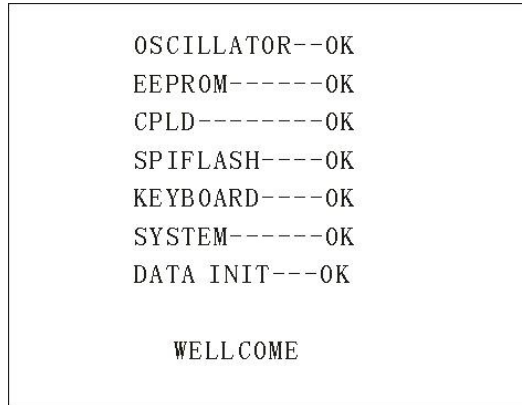 OSCILLATOR--OK
EEPROM------OK
CPLD--------OK
SPIFLASH----OK
KEYBOARD----OK
SYSTEM------OK
DATA INIT---OK
WELLCOME